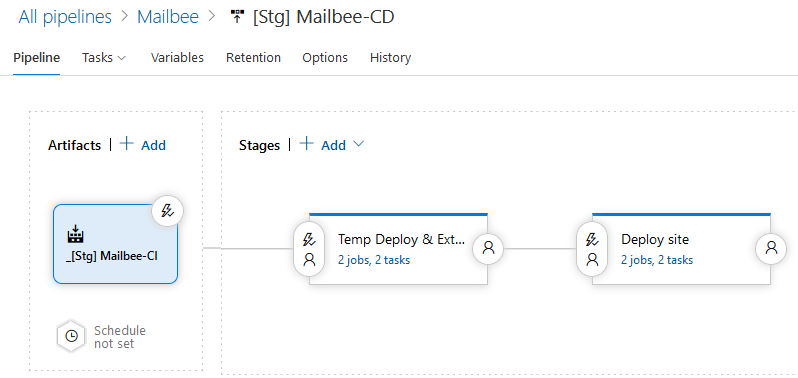 All pipelines > Mailbee > [Stg] Mailbee-CD
Pipeline Tasks Variables Retention Options History
Artifacts | + Add
Stages | + Add
_[Stg] Mailbee-CI
Temp Deploy & Ext...
2 jobs, 2 tasks
Deploy site
2 jobs, 2 tasks
Schedule
not set